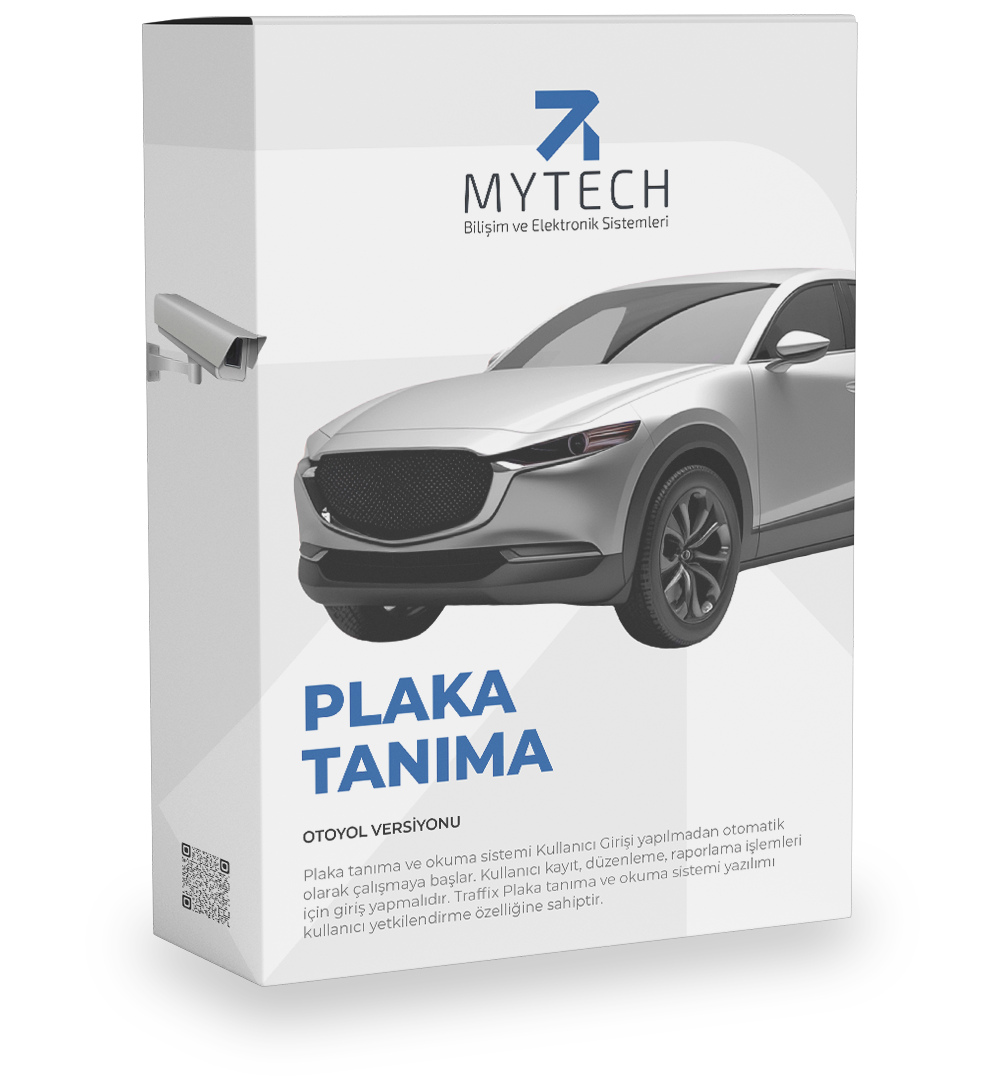 MYTECH
Bilişim ve Elektronik Sistemleri
PLAKA
TANIMA
OTOYOL VERSİYONU
Plaka tanıma ve okuma sistemi Kullanıcı Girişi yapılmadan otomatik
olarak çalışmaya başlar. Kullanıcı kayıt, düzenleme, raporlama işlemleri
için giriş yapmalıdır. Traffix Plaka tanıma ve okuma sistemi yazılımı
kullanıcı yetkilendirme özelliğine sahiptir.